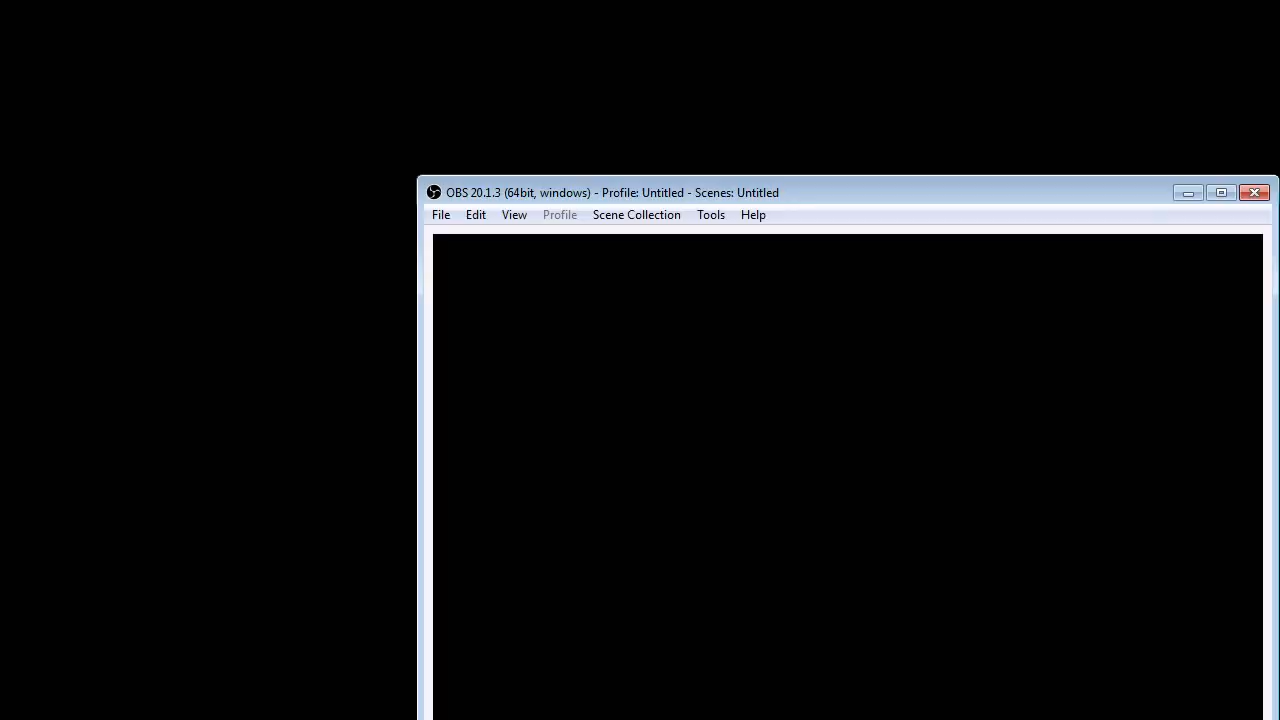 OBS 20.1.3 (64bit, windows) - Profile: Untitled - Scenes: Untitled
File Edit View Profile Scene Collection Tools Help